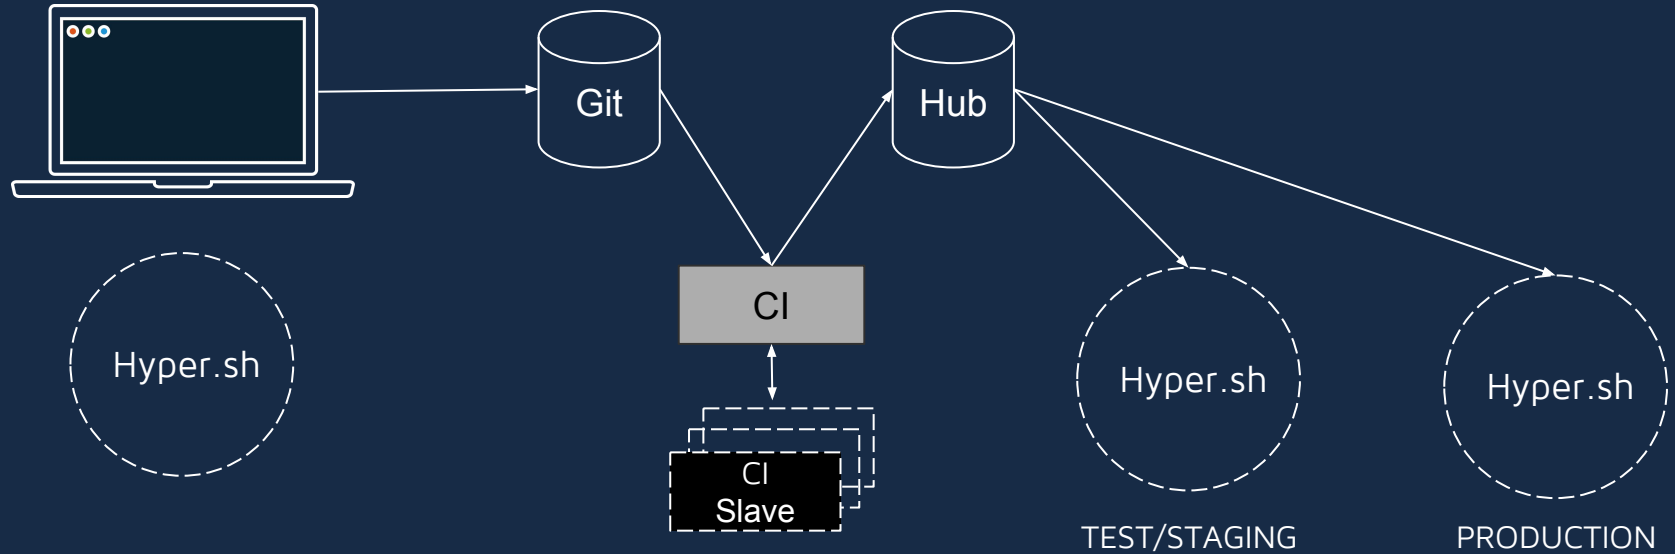 Git
Hub
CI
Hyper.sh
Hyper.sh
Hyper.sh
CI
Slave
TEST/STAGING
PRODUCTION